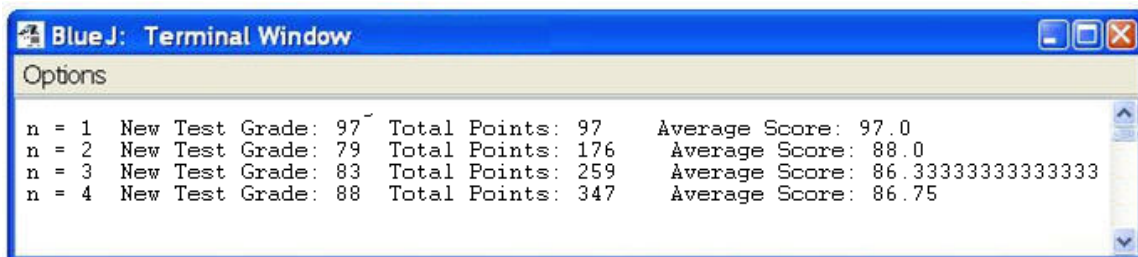 BlueJ: Terminal Window
Options
n = 1  New Test Grade: 97  Total Points: 97    Average Score: 97.0
n = 2  New Test Grade: 79  Total Points: 176    Average Score: 88.0
n = 3  New Test Grade: 83  Total Points: 259    Average Score: 86.33333333333333
n = 4  New Test Grade: 88  Total Points: 347    Average Score: 86.75